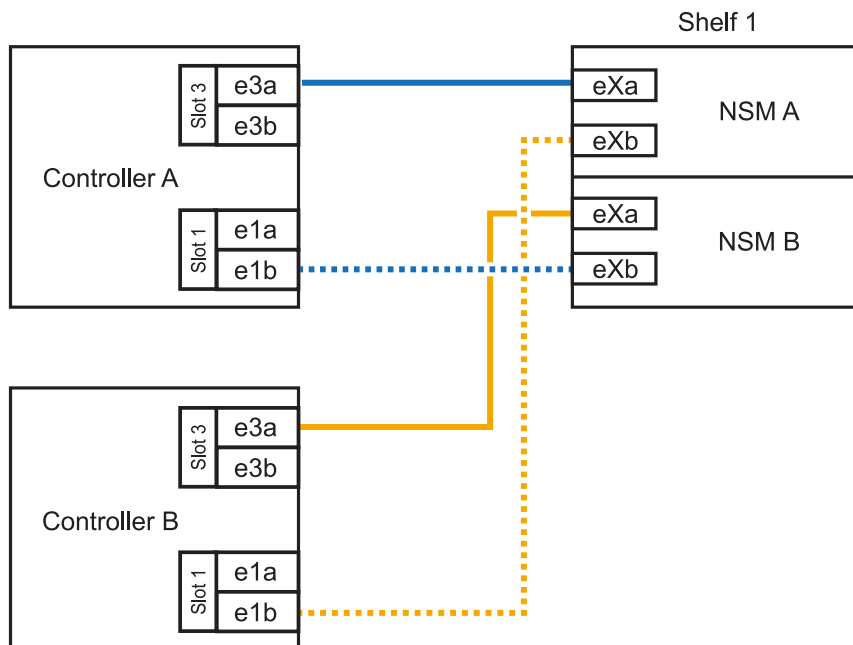 Shelf 1
Slot 3
e3a
e3b
Controller A
Slot 1
e1a
e1b
eXa
eXb
NSM A
eXa
eXb
NSM B
Slot 3
e3a
e3b
Controller B
Slot 1
e1a
e1b